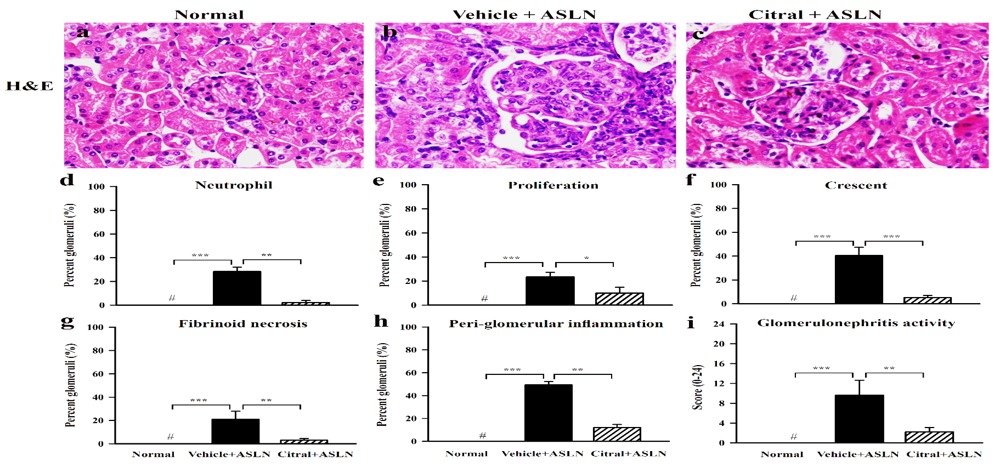 Normal
Vehicle + ASLN
Citral + ASLN
H&E
a
b
c
d
Neutrophil
Percent glomeruli (%)
100
80
60
40
20
0
#
***
**
e
Proliferation
Percent glomeruli (%)
100
80
60
40
20
0
#
***
*
f
Crescent
Percent glomeruli (%)
100
80
60
40
20
0
#
***
***
g
Fibrinoid necrosis
Percent glomeruli (%)
100
80
60
40
20
0
#
***
**
Normal
Vehicle+ASLN
Citral+ASLN
h
Peri-glomerular inflammation
Percent glomeruli (%)
100
80
60
40
20
0
#
***
**
Normal
Vehicle+ASLN
Citral+ASLN
i
Glomerulonephritis activity
Score (0-24)
24
20
16
12
8
4
0
#
***
**
Normal
Vehicle+ASLN
Citral+ASLN